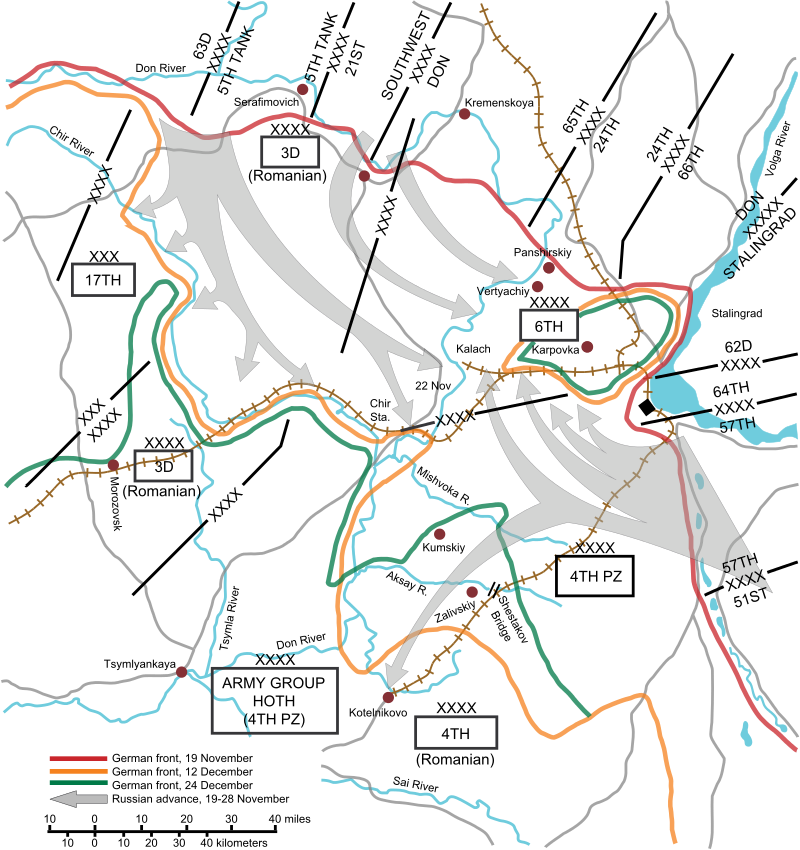 63D
XXXX
5TH TANK
5TH TANK
XXXX
21ST
SOUTHWEST
XXXX
DON
65TH
XXXX
24TH
24TH
XXXX
66TH
DON
XXXXX
STALINGRAD
Volga River
Don River
Serafimovich
Kremenskoya
Chir River
XXXX
XXXX
3D
(Romanian)
XXXX
XXX
17TH
Panshirskiy
Vertyachiy
XXXX
6TH
Karpovka
Stalingrad
Kalach
22 Nov
62D
XXXX
64TH
XXXX
57TH
Chir
Sta.
XXXX
XXX
XXXX
XXXX
3D
(Romanian)
Morozovsk
XXXX
Mishvoka R.
Kumskiy
XXXX
4TH PZ
Aksay R.
Zalivskiy
Shestakov
Bridge
57TH
XXXX
51ST
Tsymla River
Don River
Tsymlyankaya
XXXX
ARMY GROUP
HOTH
(4TH PZ)
Kotelnikovo
XXXX
4TH
(Romanian)
Sai River
German front, 19 November
German front, 12 December
German front, 24 December
Russian advance, 19-28 November
10 0 10 20 30 40 miles
10 0 10 20 30 40 kilometers